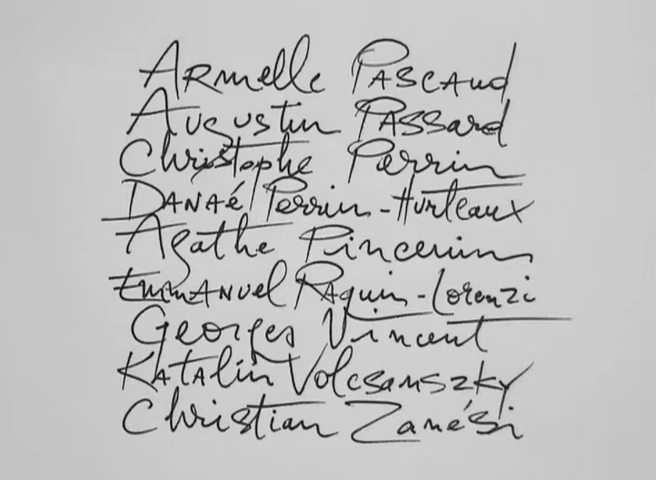 Armelle Pascaud
Augustin Passard
Christophe Perrin
Danaé Perrin-Hurteaux
Agathe Pincerium
Emmanuel Raquin-Lorenzi
Georges Vincent
Katalin Volcsanszky
Christian Zanési